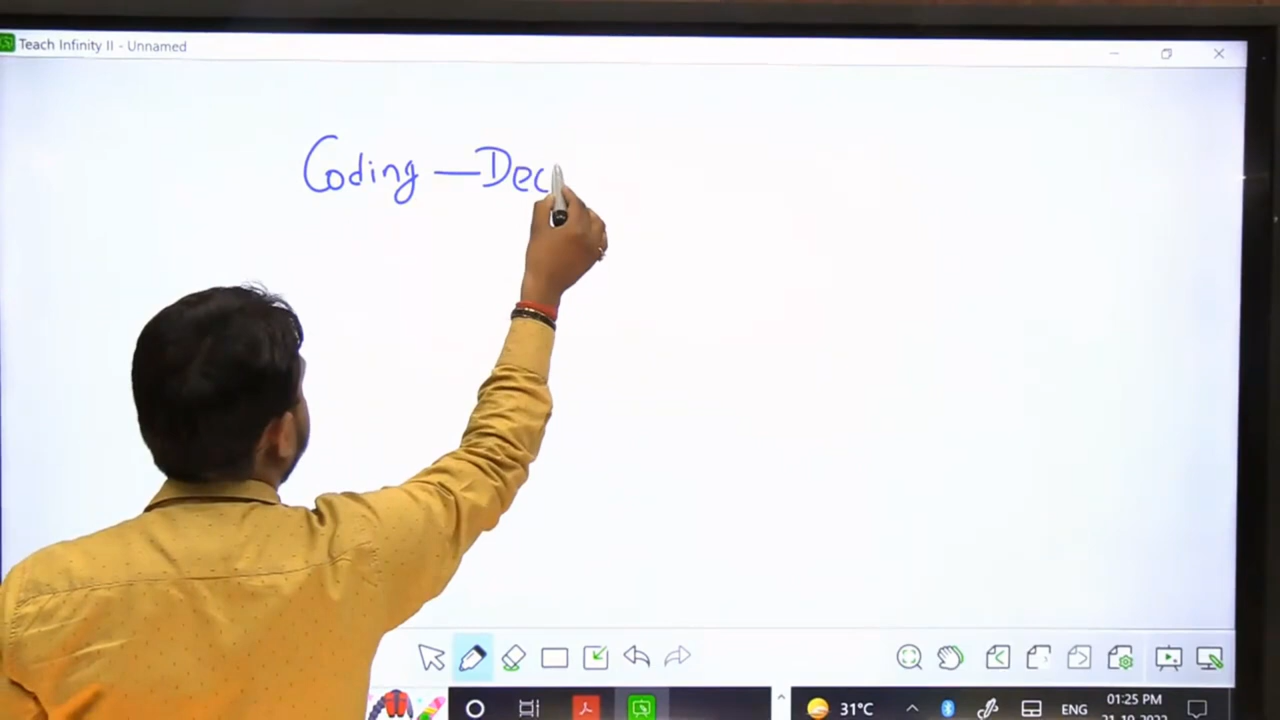 Teach Infinity II - Unnamed
Coding — Dec
31°C
ENG
01:25 PM